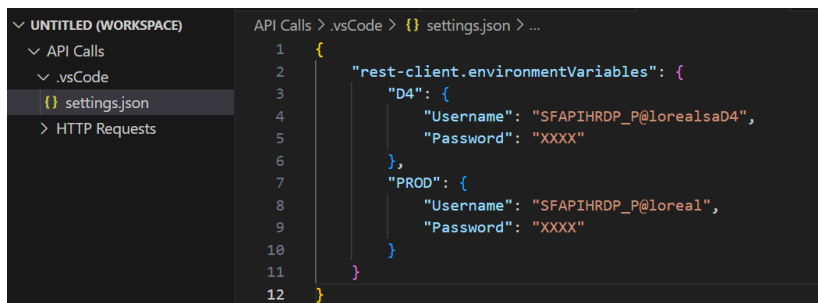 UNTITLED (WORKSPACE)
API Calls
.vsCode
{} settings.json
HTTP Requests
API Calls > .vsCode > {} settings.json > ...
1 {
2 "rest-client.environmentVariables": {
3 "D4": {
4 "Username": "SFAPIHRDP_P@lorealsaD4",
5 "Password": "XXXX"
6 },
7 "PROD": {
8 "Username": "SFAPIHRDP_P@loreal",
9 "Password": "XXXX"
10 }
11 }
12 }